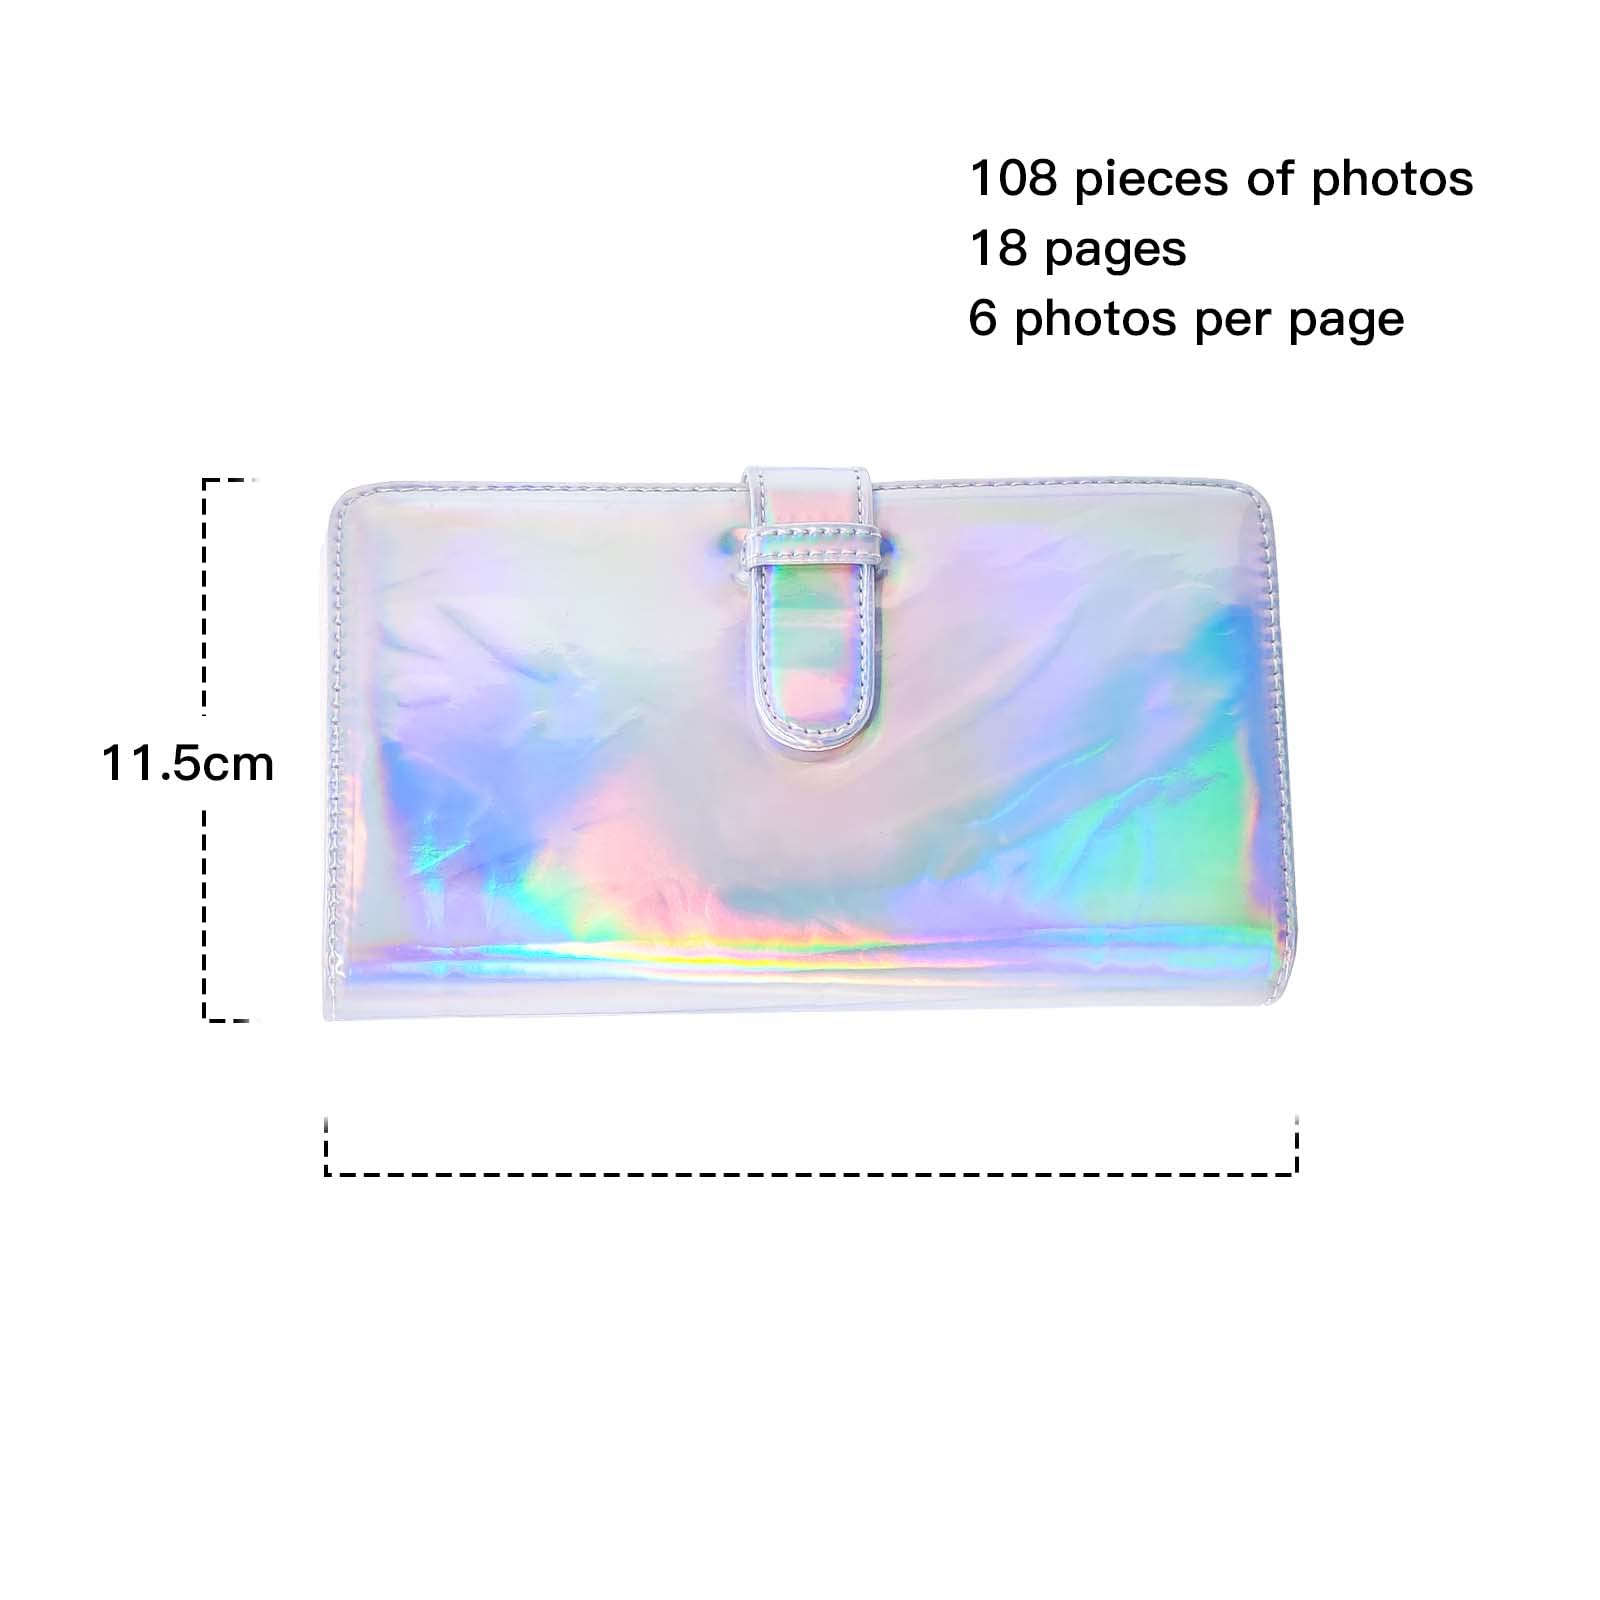 108 pieces of photos
18 pages
6 photos per page
11.5cm